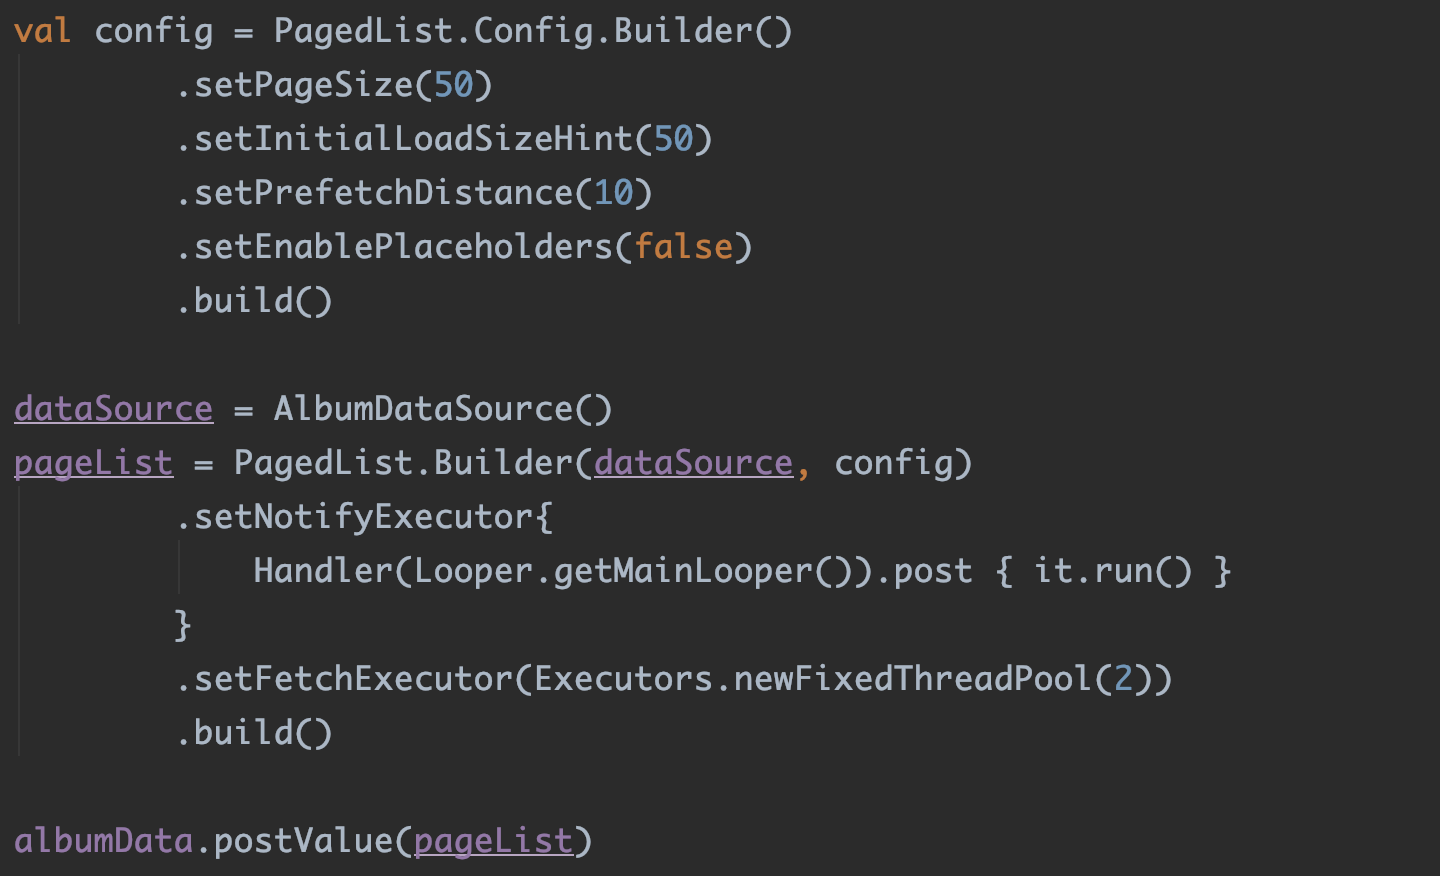 val config = PagedList.Config.Builder()
        .setPageSize(50)
        .setInitialLoadSizeHint(50)
        .setPrefetchDistance(10)
        .setEnablePlaceholders(false)
        .build()

dataSource = AlbumDataSource()
pageList = PagedList.Builder(dataSource, config)
        .setNotifyExecutor{
            Handler(Looper.getMainLooper()).post { it.run() }
        }
        .setFetchExecutor(Executors.newFixedThreadPool(2))
        .build()

albumData.postValue(pageList)